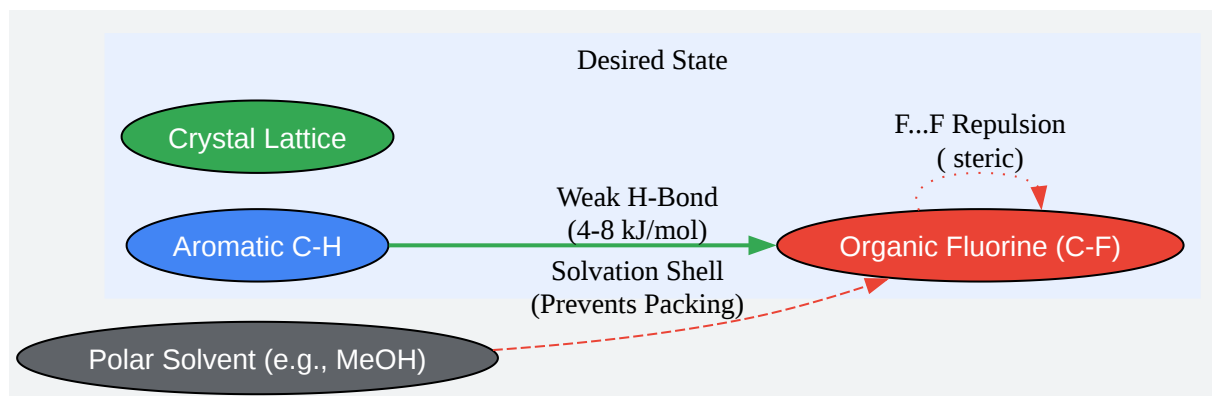 Desired State
Crystal Lattice
F...F Repulsion
( steric)
Weak H-Bond
(4-8 kJ/mol)
Aromatic C-H
Organic Fluorine (C-F)
Solvation Shell
(Prevents Packing)
Polar Solvent (e.g., MeOH)